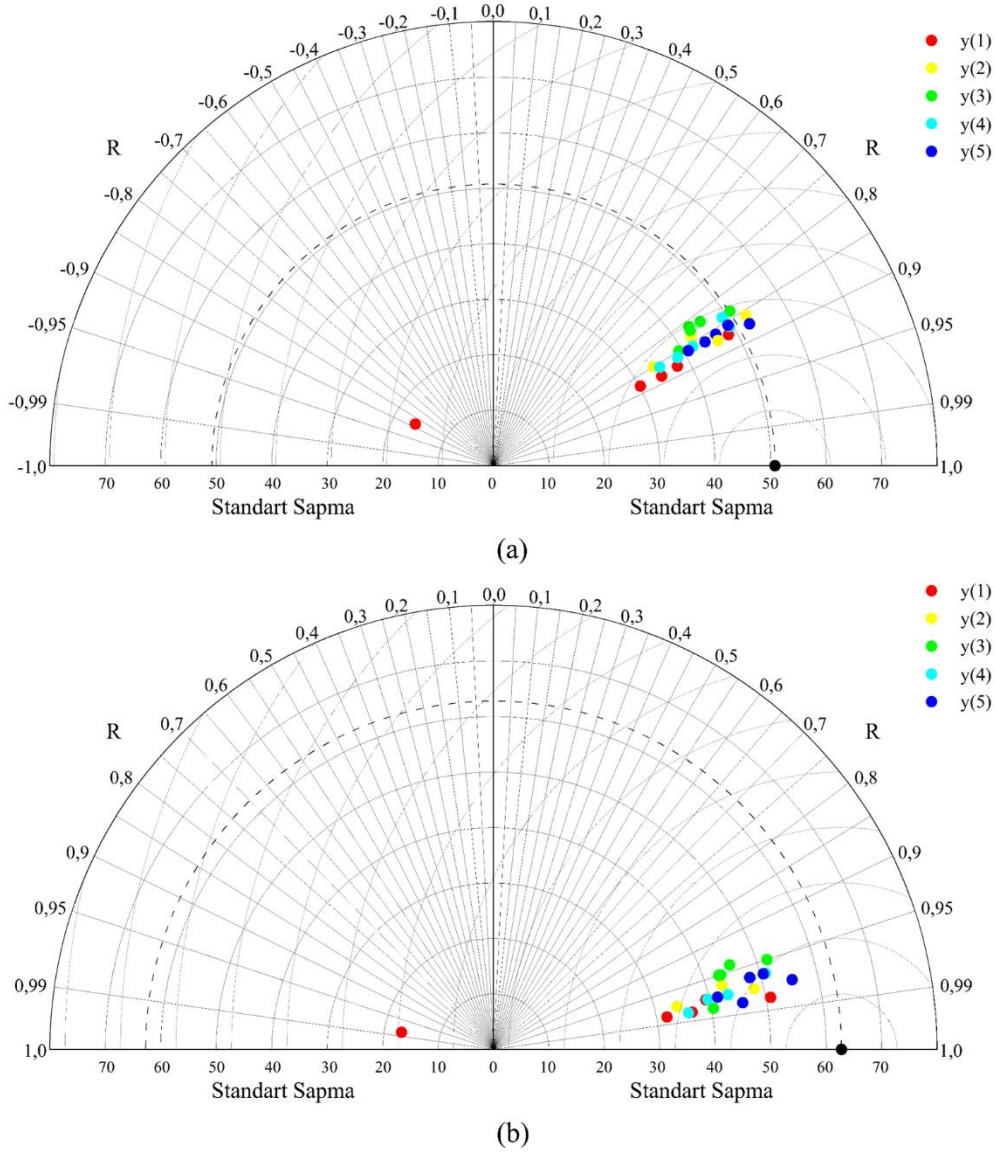 0,0
-0,1 0,1
-0,2 0,2
-0,3 0,3
-0,4 0,4
-0,5 0,5
-0,6 0,6
-0,7 0,7
R R
-0,8 0,8
-0,9 0,9
-0,95 0,95
-0,99 0,99
-1,0 1,0
70 60 50 40 30 20 10 0 10 20 30 40 50 60 70
Standart Sapma Standart Sapma
y(1)
y(2)
y(3)
y(4)
y(5)
(a)
0,0
0,1 0,1
0,2 0,2
0,3 0,3
0,4 0,4
0,5 0,5
0,6 0,6
0,7 0,7
R R
0,8 0,8
0,9 0,9
0,95 0,95
0,99 0,99
1,0 1,0
70 60 50 40 30 20 10 0 10 20 30 40 50 60 70
Standart Sapma Standart Sapma
y(1)
y(2)
y(3)
y(4)
y(5)
(b)